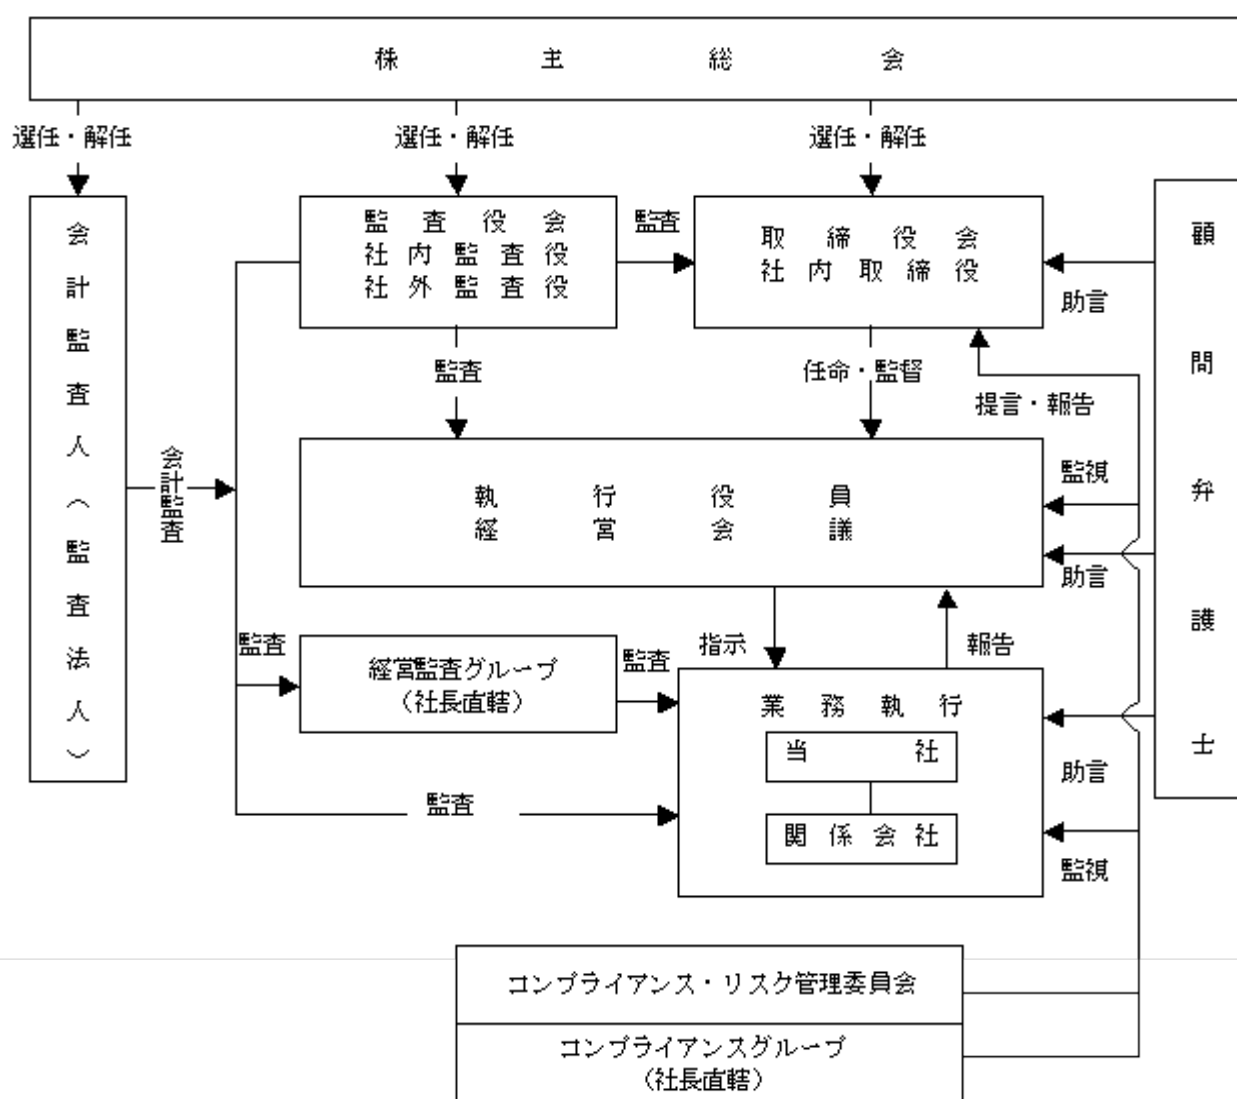 株主総会
選任・解任
選任・解任
選任・解任
会計監査人（監査法人）
監査役会
社内監査役
社外監査役
監査
取締役会
社内取締役
顧問弁護士
助言
監査
任命・監督
提言・報告
会計監査
執行役員
経営会議
監視
助言
監査
経営監査グループ
（社長直轄）
監査
指示
報告
業務執行
当社
関係会社
助言
監査
監視
コンプライアンス・リスク管理委員会
コンプライアンスグループ
（社長直轄）